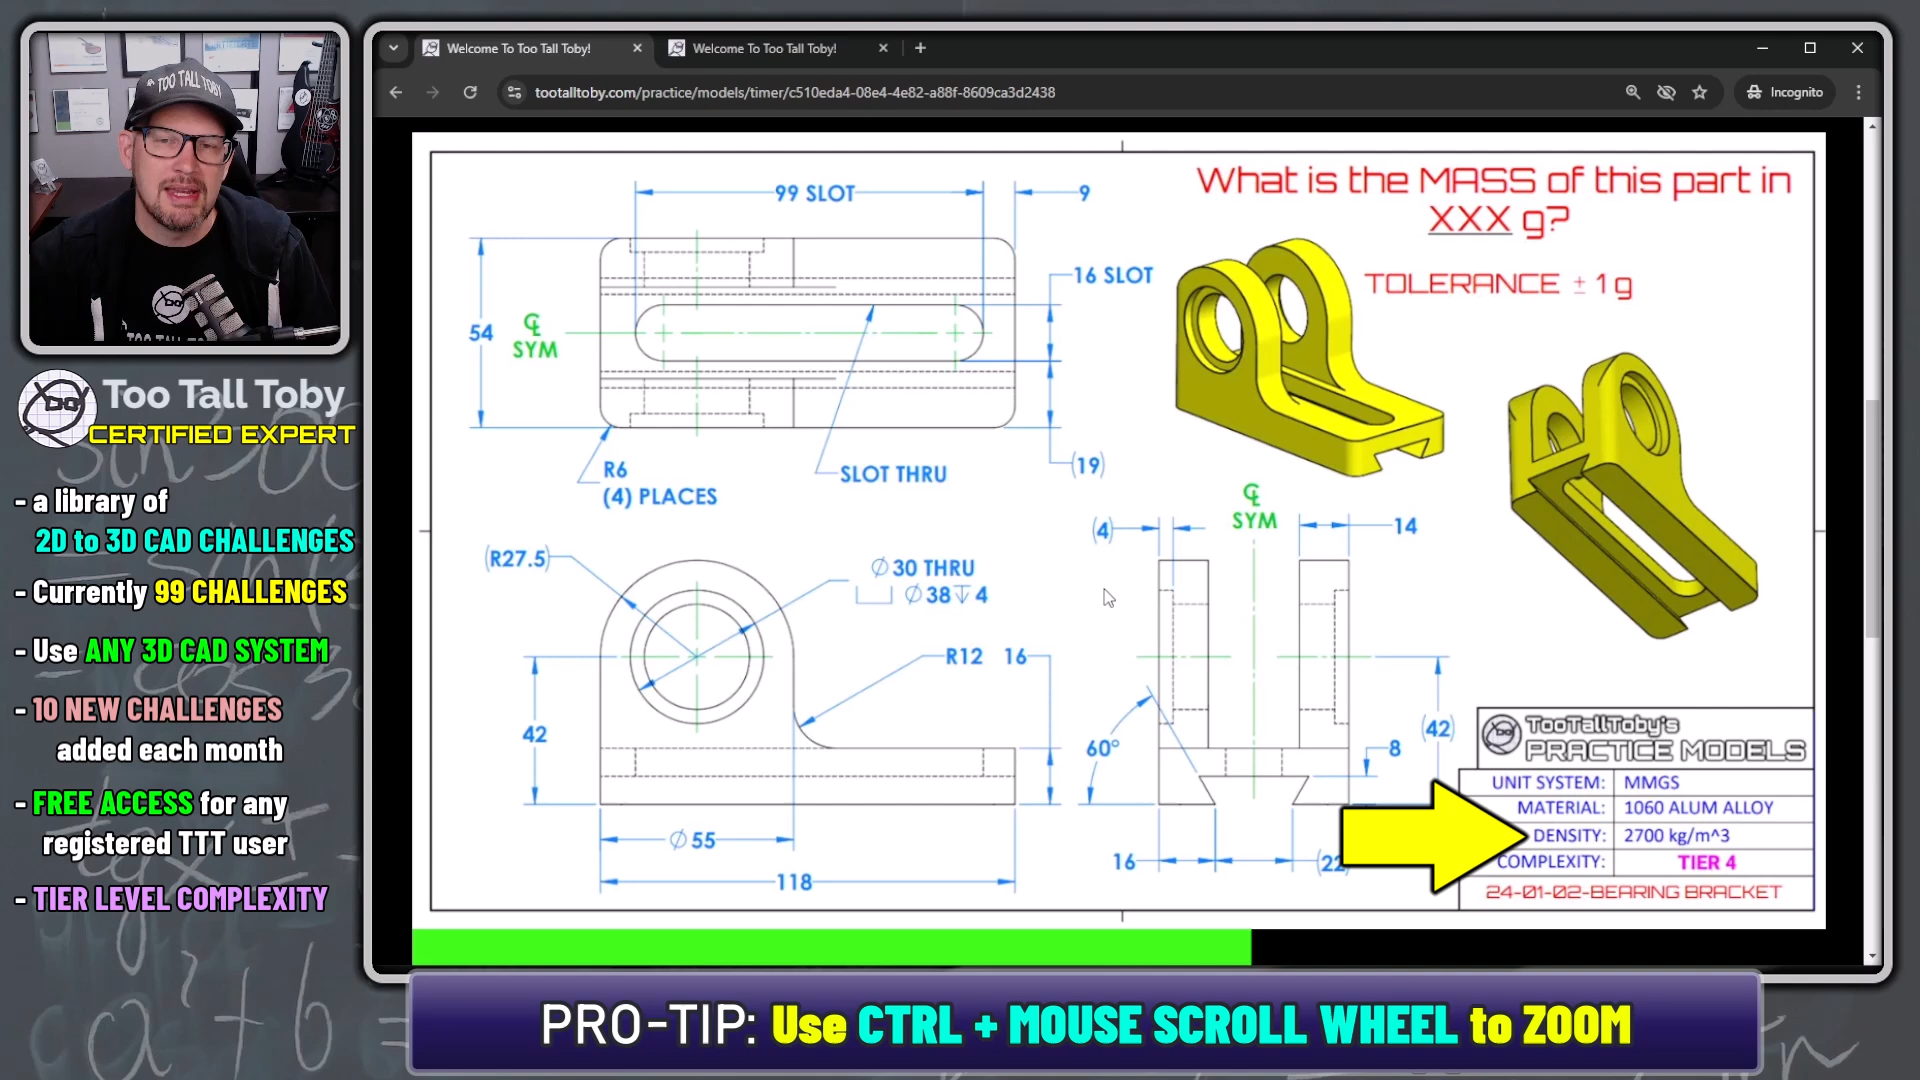 Welcome To Too Tall Toby!
Welcome To Too Tall Toby!
tootalltoby.com/practice/models/timer/c510eda4-08e4-4e82-a88f-8609ca3d2438
Incognito
TOO TALL TOBY
Too Tall Toby
CERTIFIED EXPERT
- a library of
2D to 3D CAD CHALLENGES
- Currently 99 CHALLENGES
- Use ANY 3D CAD SYSTEM
- 10 NEW CHALLENGES
added each month
- FREE ACCESS for any
registered TTT user
- TIER LEVEL COMPLEXITY
What is the MASS of this part in
XXX g?
TOLERANCE ± 1 g
99 SLOT
9
16 SLOT
54
℄
SYM
(19)
R6
(4) PLACES
SLOT THRU
℄
SYM
(4)
14
(R27.5)
∅30 THRU
⌴ ∅38↧4
R12
16
42
60°
8
(42)
∅55
118
16
(22
TooTallToby's
PRACTICE MODELS
UNIT SYSTEM: MMGS
MATERIAL: 1060 ALUM ALLOY
DENSITY: 2700 kg/m^3
COMPLEXITY: TIER 4
24-01-02-BEARING BRACKET
PRO-TIP: Use CTRL + MOUSE SCROLL WHEEL to ZOOM